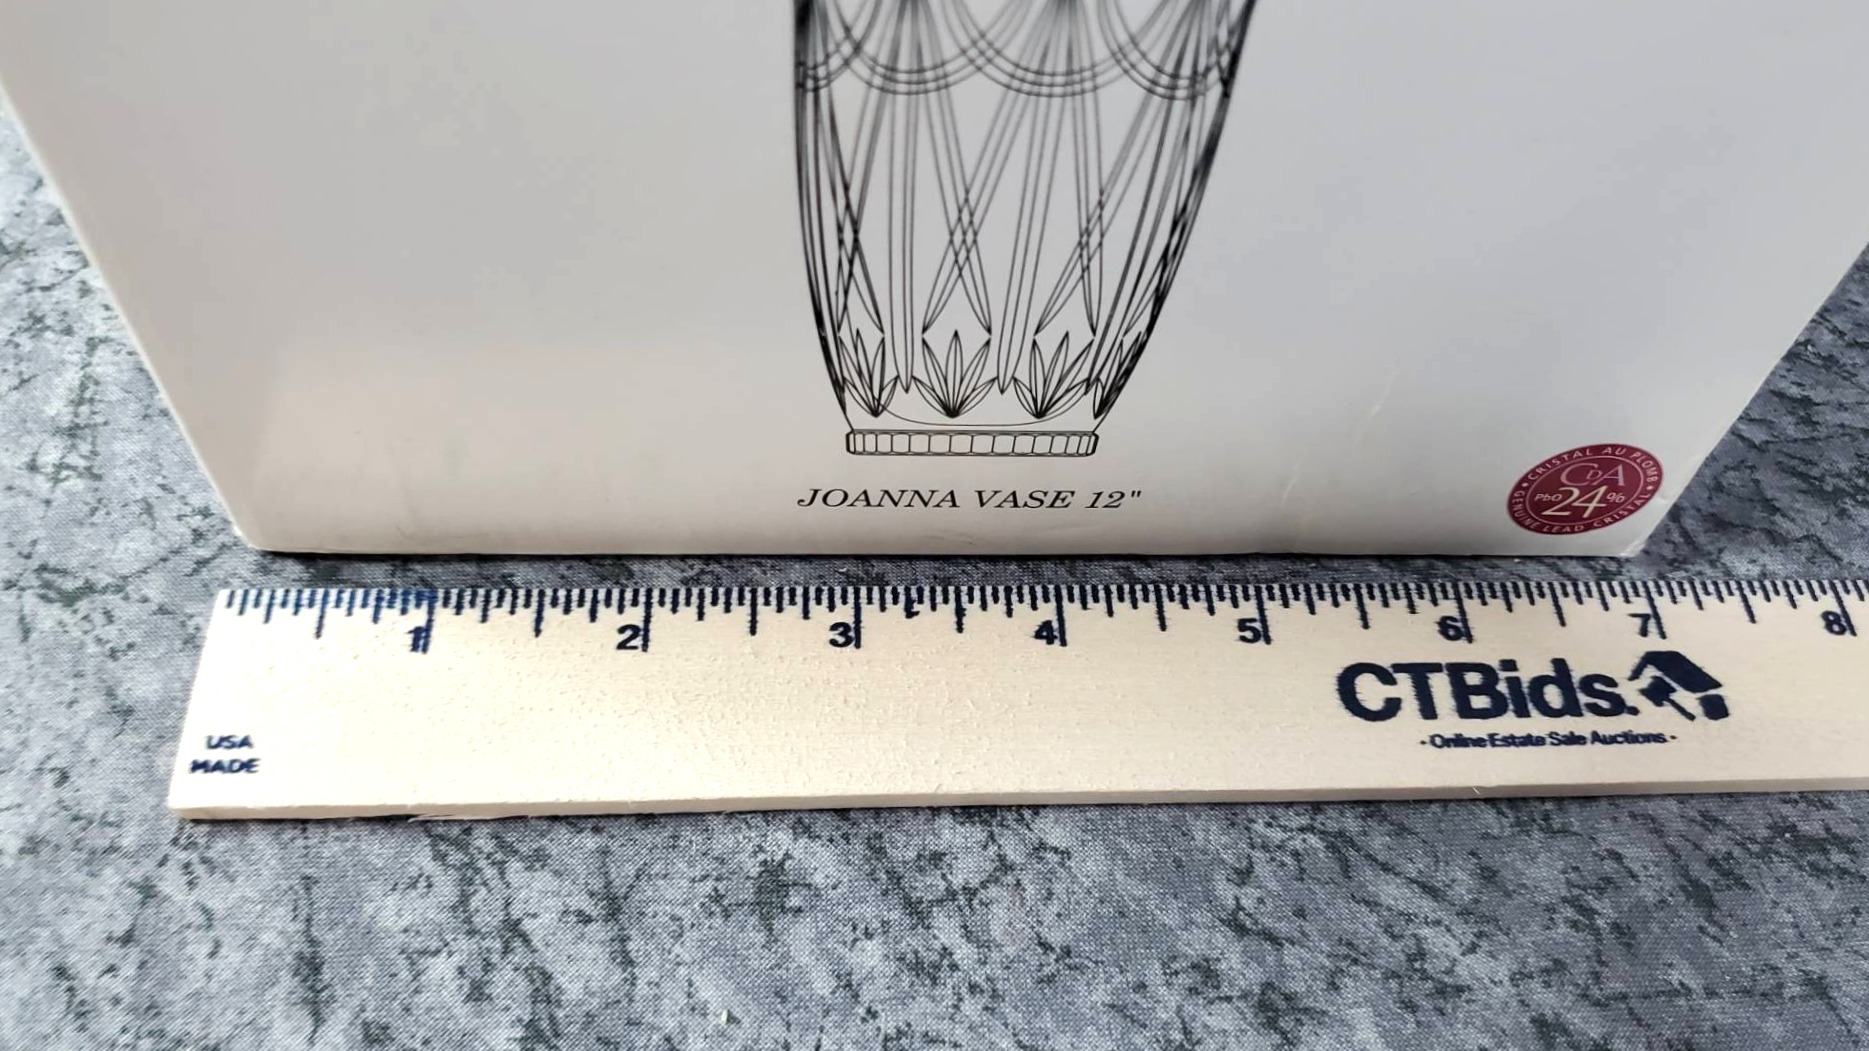 JOANNA VASE 12"
CRISTAL AU PLOMB
CDA
PbO 24%
GENUINE LEAD CRISTAL
1 2 3 4 5 6 7 8
CTBids.
· Online Estate Sale Auctions ·
USA
MADE